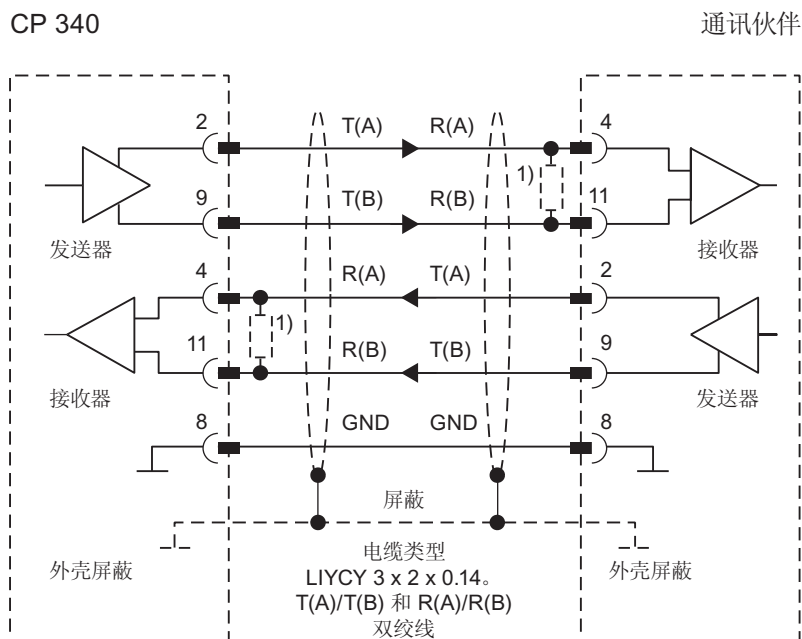 CP 340 通讯伙伴
2 T(A) R(A) 4
1)
9 T(B) R(B) 11
发送器 接收器
4 R(A) T(A) 2
1)
11 R(B) T(B) 9
接收器 发送器
8 GND GND 8
屏蔽
外壳屏蔽 电缆类型 外壳屏蔽
LIYCY 3 x 2 x 0.14。
T(A)/T(B) 和 R(A)/R(B)
双绞线